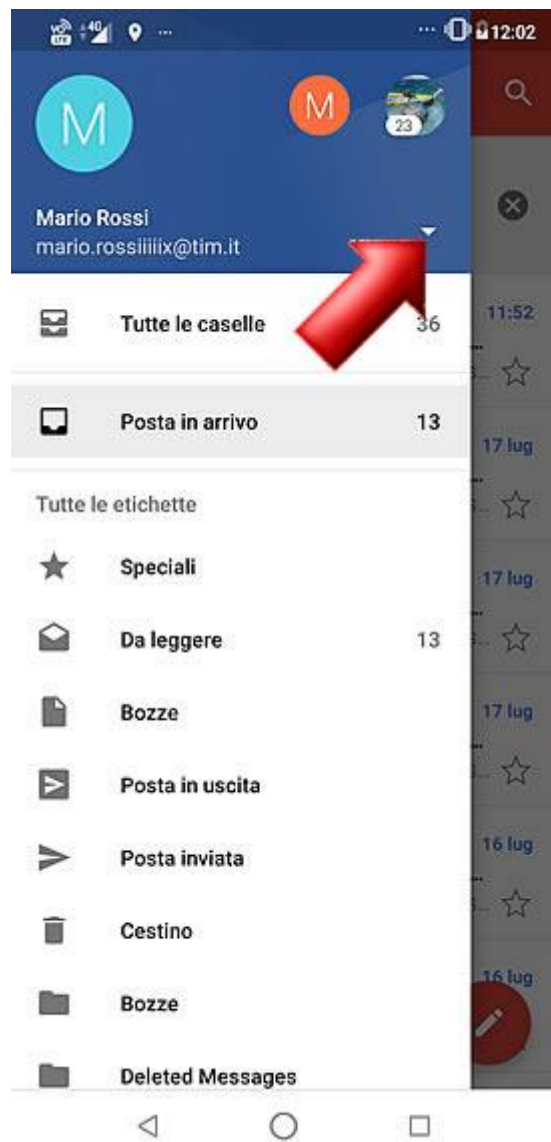 4G
12:02
M
M
23
Mario Rossi
mario.rossiiiiix@tim.it
Tutte le caselle 36
11:52
Posta in arrivo 13
17 lug
Tutte le etichette
Speciali
17 lug
Da leggere 13
Bozze
17 lug
Posta in uscita
Posta inviata
16 lug
Cestino
16 lug
Bozze
Deleted Messages